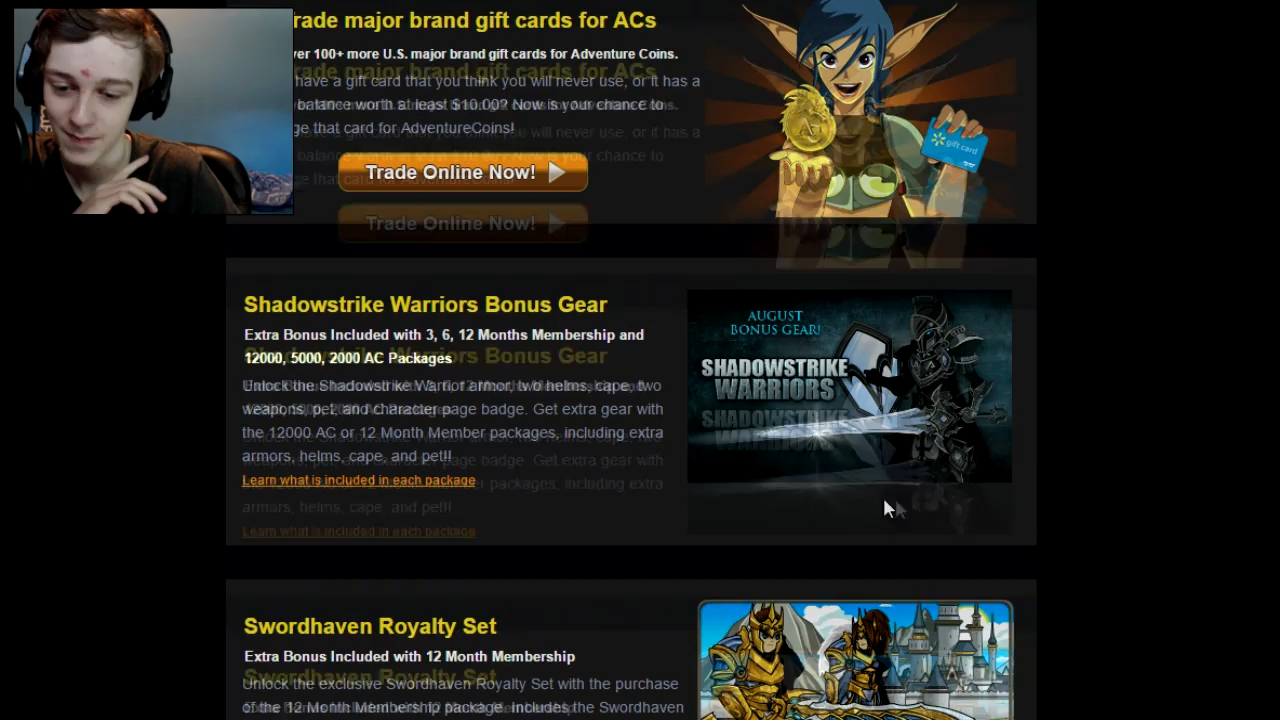 rade major brand gift cards for ACs
ver 100+ more U.S. major brand gift cards for Adventure Coins.
have a gift card that you think you will never use, or it has a
balance worth at least $10.00? Now is your chance to
ge that card for AdventureCoins!
Trade Online Now!
gift card
Shadowstrike Warriors Bonus Gear
Extra Bonus Included with 3, 6, 12 Months Membership and
12000, 5000, 2000 AC Packages
Unlock the Shadowstrike Warrior armor, two helms, cape, two
weapons, pet, and character page badge. Get extra gear with
the 12000 AC or 12 Month Member packages, including extra
armors, helms, cape, and pet!!
Learn what is included in each package
AUGUST
BONUS GEAR!
SHADOWSTRIKE
WARRIORS
Swordhaven Royalty Set
Extra Bonus Included with 12 Month Membership
Unlock the exclusive Swordhaven Royalty Set with the purchase
of the 12 Month Membership package. Includes the Swordhaven